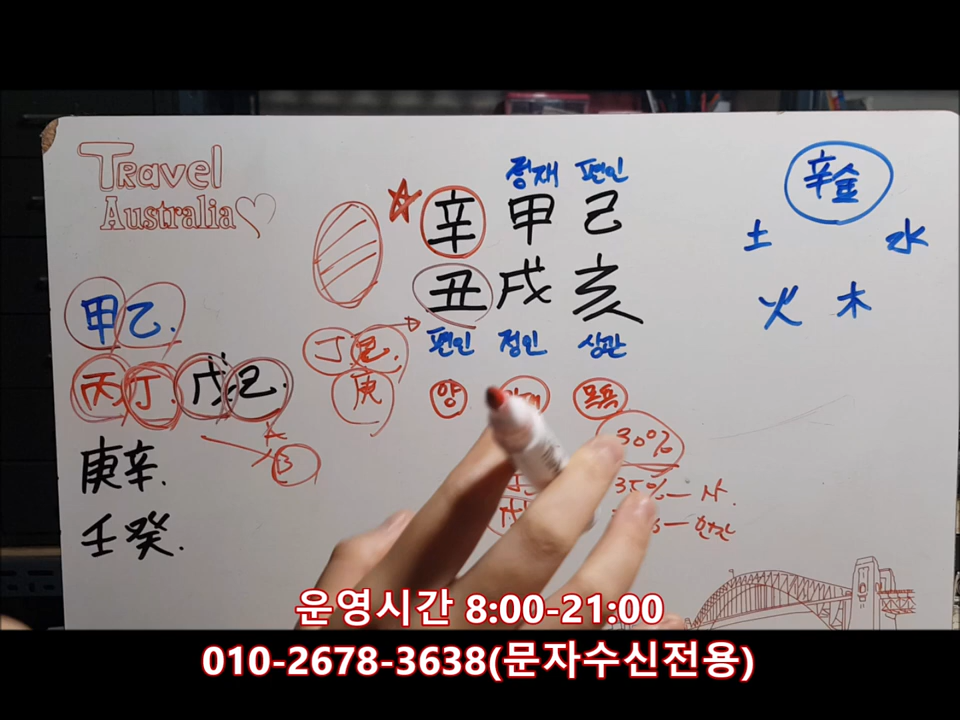 Travel
Australia
정재 편인
辛甲己
丑戌亥
편인 정인 상관
양
목욕
30%
35%
辛金
土 水
火 木
甲乙.
丙丁.戊己.
庚辛.
壬癸.
丁己.
庚
A
B
운영시간 8:00-21:00
010-2678-3638(문자수신전용)